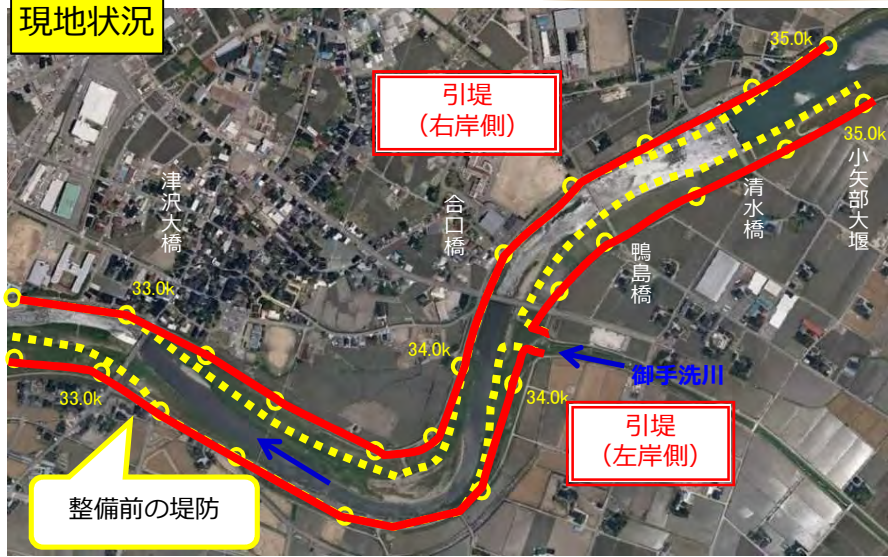 現地状況
35.0k
引堤
（右岸側）
35.0k
小矢部大堰
清水橋
津沢大橋
合口橋
鴨島橋
33.0k
34.0k
御手洗川
33.0k
34.0k
引堤
（左岸側）
整備前の堤防